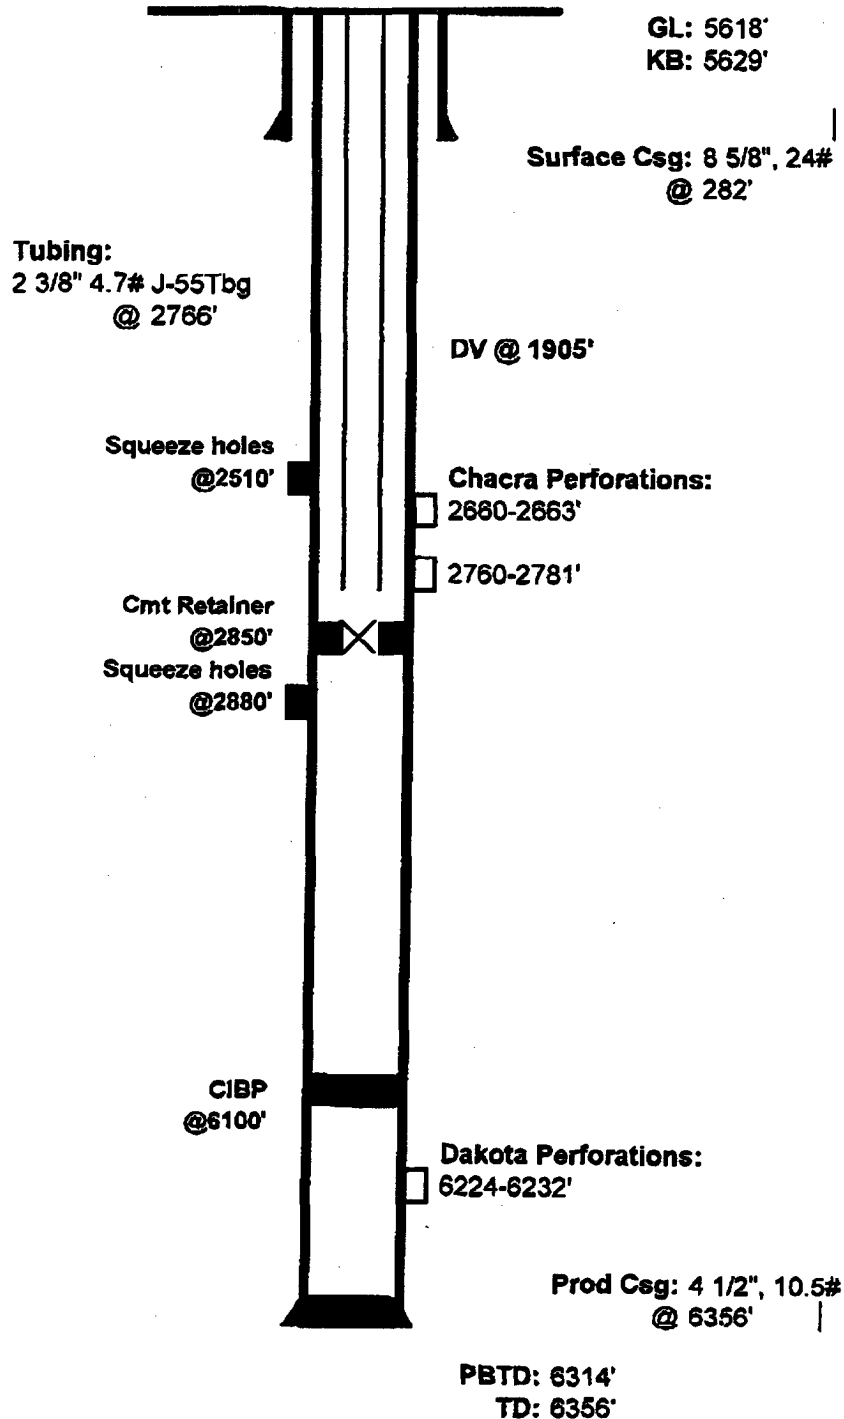 GL: 5618'
KB: 5629'
Surface Csg: 8 5/8", 24#
@ 282'
Tubing:
2 3/8" 4.7# J-55Tbg
@ 2766'
DV @ 1905'
Squeeze holes
@2510'
Chacra Perforations:
2660-2663'
2760-2781'
Cmt Retainer
@2850'
Squeeze holes
@2880'
CIBP
@6100'
Dakota Perforations:
6224-6232'
Prod Csg: 4 1/2", 10.5#
@ 6356'
PBTD: 6314'
TD: 6356'